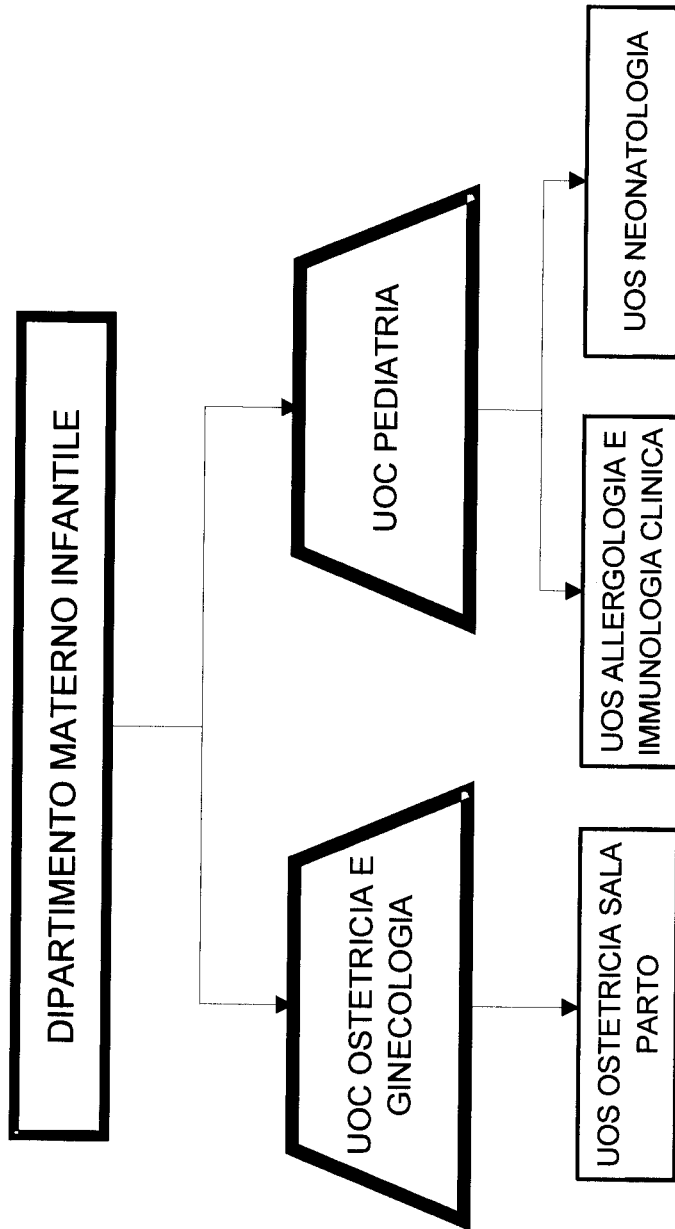 DIPARTIMENTO MATERNO INFANTILE
UOC OSTETRICIA E
GINECOLOGIA
UOC PEDIATRIA
UOS OSTETRICIA SALA
PARTO
UOS ALLERGOLOGIA E
IMMUNOLOGIA CLINICA
UOS NEONATOLOGIA